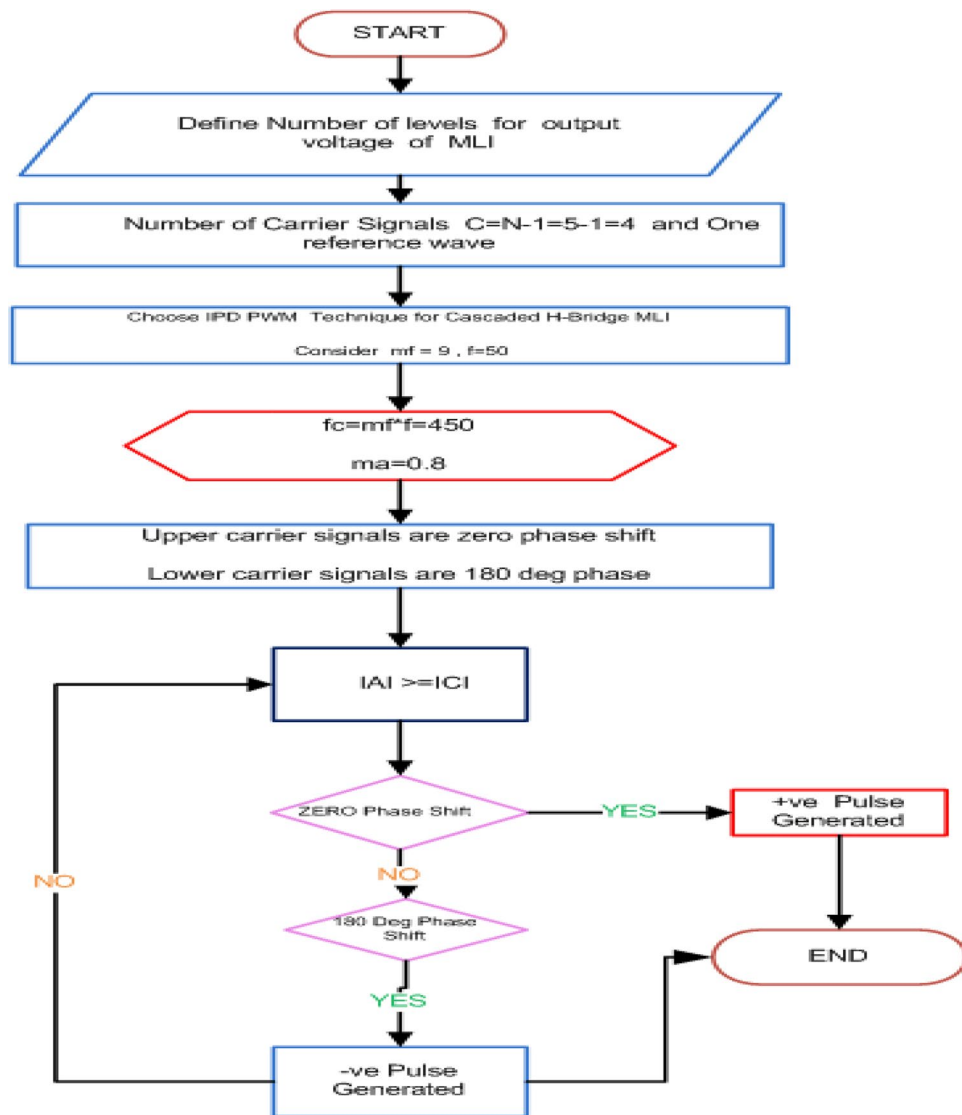 START
Define Number of levels for output
voltage of MLI
Number of Carrier Signals C=N-1=5-1=4 and One
reference wave
Choose IPD PWM Technique for Cascaded H-Bridge MLI
Consider mf = 9 , f=50
fc=mf*f=450
ma=0.8
Upper carrier signals are zero phase shift
Lower carrier signals are 180 deg phase
IAI >=ICI
ZERO Phase Shift
YES
+ve Pulse
Generated
NO
NO
180 Deg Phase
Shift
END
YES
-ve Pulse
Generated